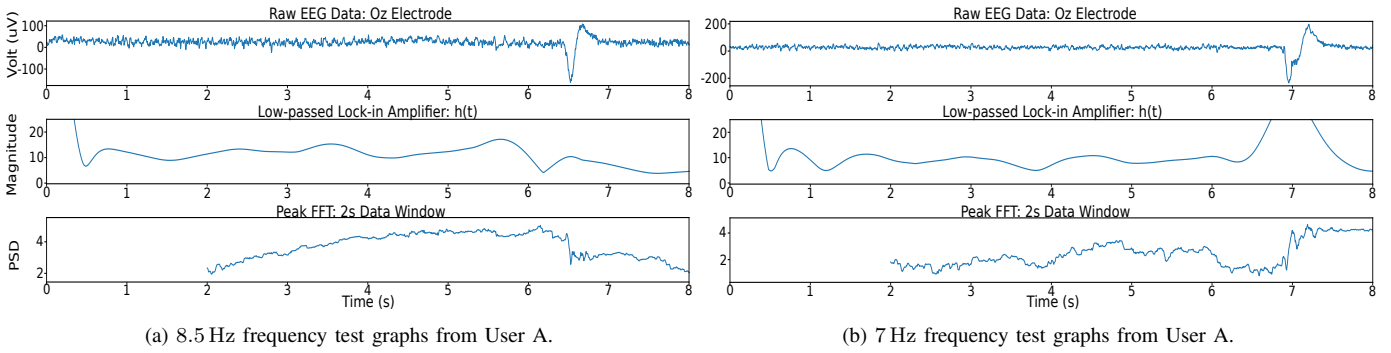 Raw EEG Data: Oz Electrode
Volt (uV)
100
0
-100
0 1 2 3 4 5 6 7 8
Low-passed Lock-in Amplifier: h(t)
Magnitude
20
10
0
0 1 2 3 4 5 6 7 8
Peak FFT: 2s Data Window
PSD
4
2
0 1 2 3 4 5 6 7 8
Time (s)
(a) 8.5 Hz frequency test graphs from User A.
Raw EEG Data: Oz Electrode
200
0
-200
0 1 2 3 4 5 6 7 8
Low-passed Lock-in Amplifier: h(t)
20
10
0
0 1 2 3 4 5 6 7 8
Peak FFT: 2s Data Window
4
2
0 1 2 3 4 5 6 7 8
Time (s)
(b) 7 Hz frequency test graphs from User A.